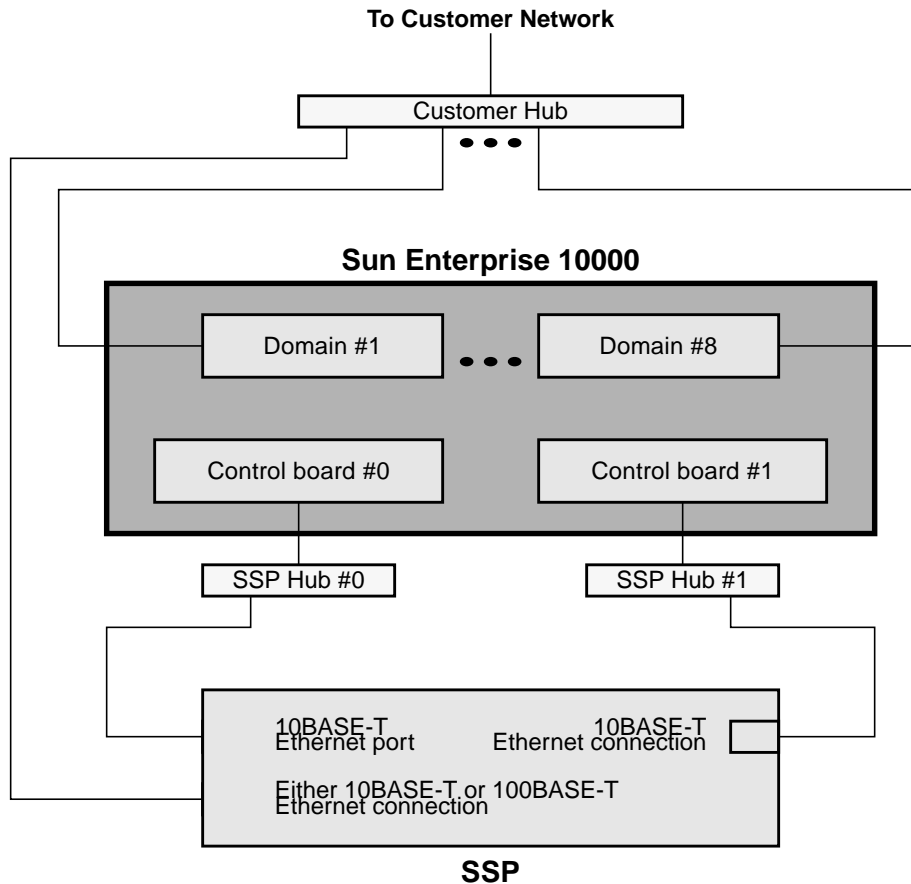 To Customer Network
Customer Hub
Sun Enterprise 10000
Domain #1
Domain #8
Control board #0
Control board #1
SSP Hub #0
SSP Hub #1
10BASE-T
Ethernet port
10BASE-T
Ethernet connection
Either 10BASE-T or 100BASE-T
Ethernet connection
SSP